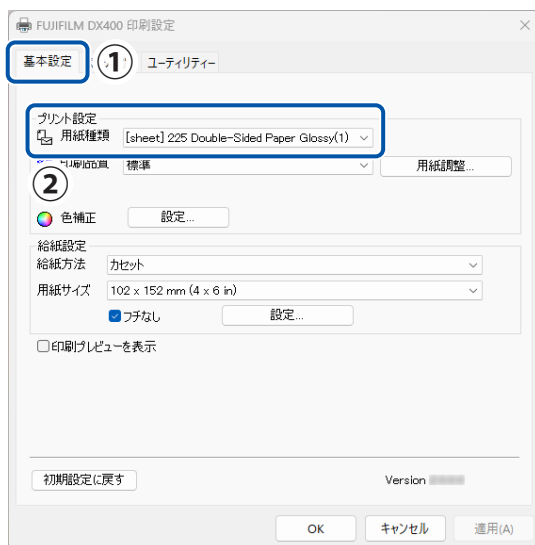 FUJIFILM DX400 印刷設定
基本設定 ① ユーティリティー
プリント設定
用紙種類 [sheet] 225 Double-Sided Paper Glossy(1)
印刷品質 標準 用紙調整...
②
色補正 設定...
給紙設定
給紙方法 カセット
用紙サイズ 102 x 152 mm (4 x 6 in)
フチなし 設定...
印刷プレビューを表示
初期設定に戻す Version
OK キャンセル 適用(A)